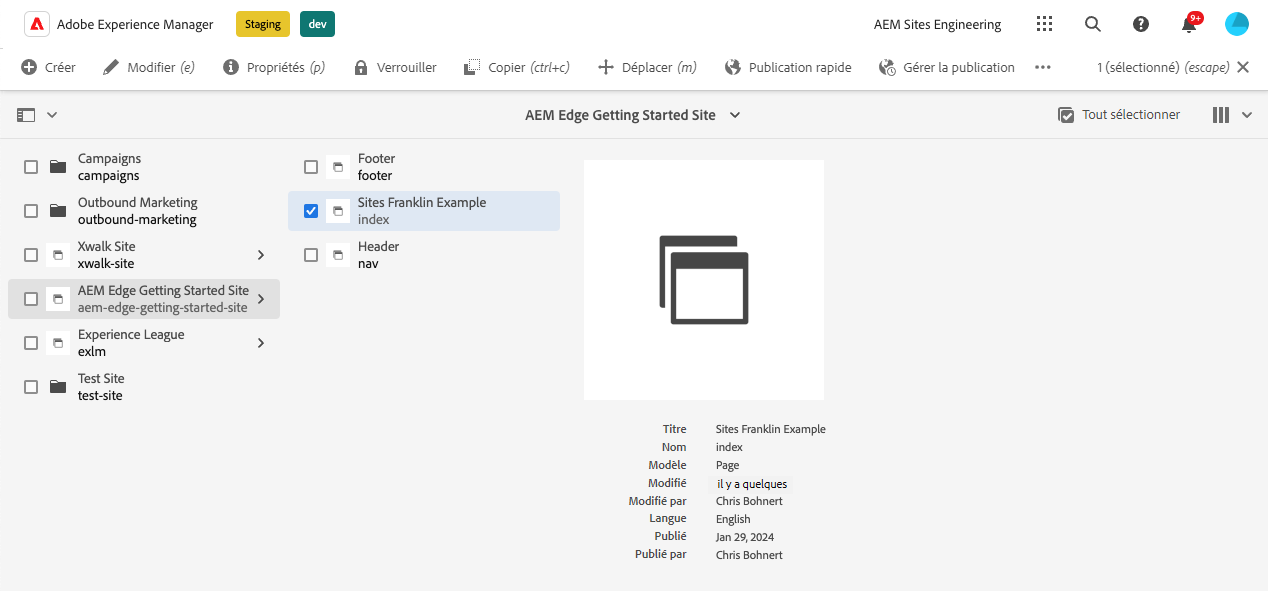 Adobe Experience Manager
Staging
dev
AEM Sites Engineering
9+
Créer
Modifier (e)
Propriétés (p)
Verrouiller
Copier (ctrl+c)
Déplacer (m)
Publication rapide
Gérer la publication
1 (sélectionné) (escape)
AEM Edge Getting Started Site
Tout sélectionner
Campaigns
campaigns
Outbound Marketing
outbound-marketing
Xwalk Site
xwalk-site
AEM Edge Getting Started Site
aem-edge-getting-started-site
Experience League
exlm
Test Site
test-site
Footer
footer
Sites Franklin Example
index
Header
nav
Titre Sites Franklin Example
Nom index
Modèle Page
Modifié il y a quelques
Modifié par Chris Bohnert
Langue English
Publié Jan 29, 2024
Publié par Chris Bohnert